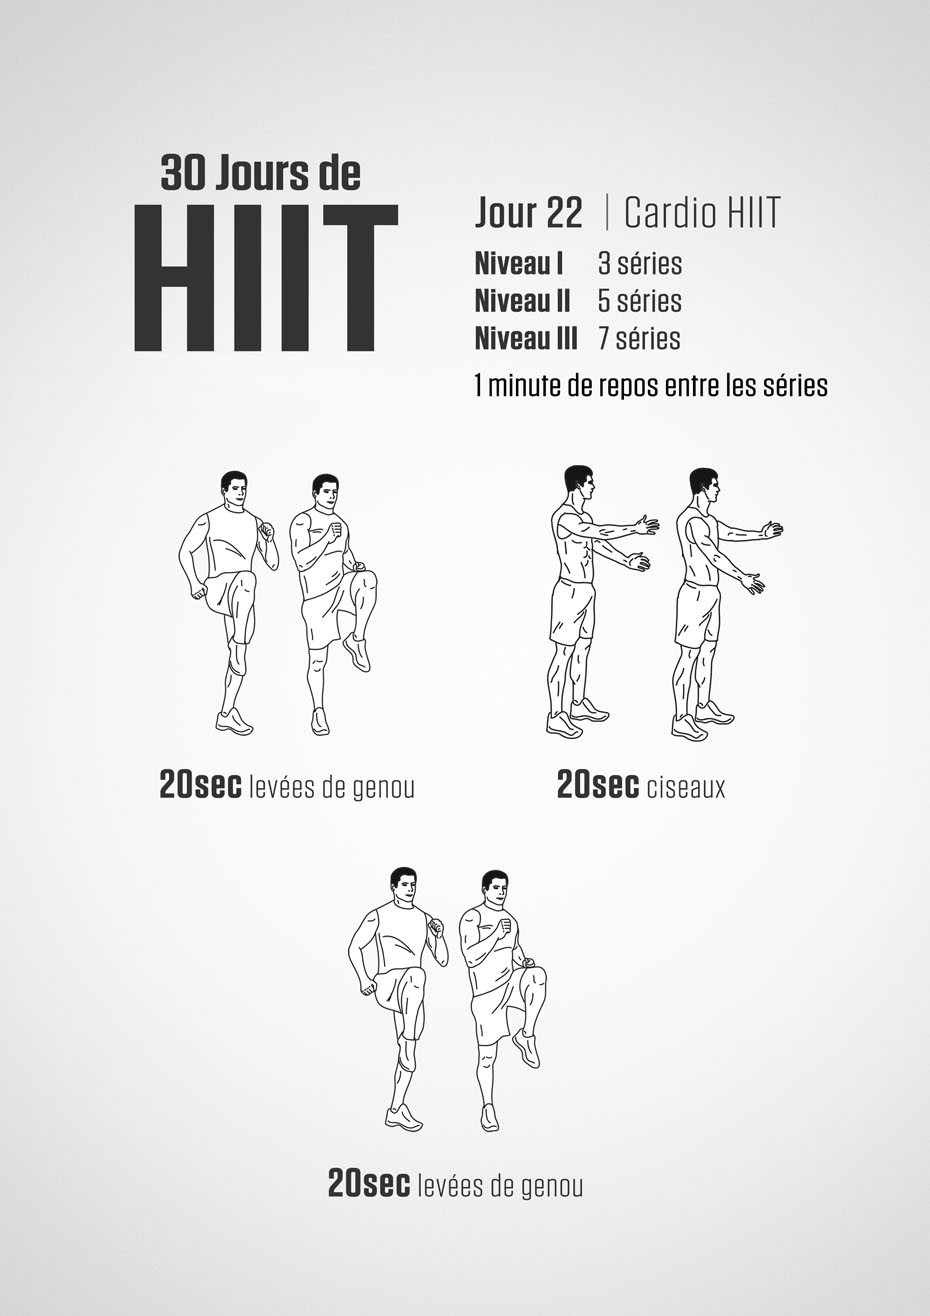 30 Jours de
HIIT
Jour 22 | Cardio HIIT
Niveau I 3 séries
Niveau II 5 séries
Niveau III 7 séries
1 minute de repos entre les séries
20sec levées de genou
20sec ciseaux
20sec levées de genou